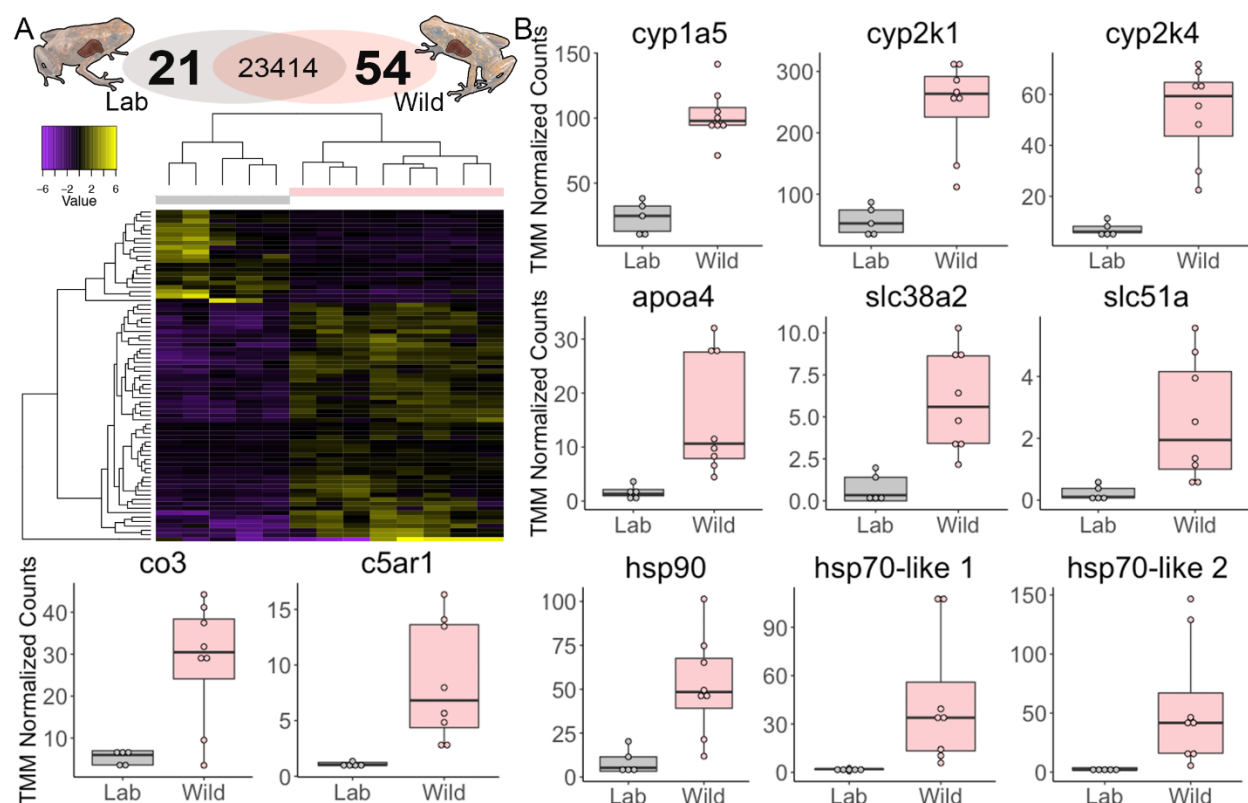 A
B
21 23414 54
Lab Wild
-6 -2 2 6
Value
cyp1a5 cyp2k1 cyp2k4
TMM Normalized Counts
150
100
50
Lab Wild
300
200
100
Lab Wild
60
40
20
0
Lab Wild
apoa4 slc38a2 slc51a
TMM Normalized Counts
30
20
10
0
Lab Wild
10.0
7.5
5.0
2.5
0.0
Lab Wild
4
2
0
Lab Wild
co3 c5ar1
TMM Normalized Counts
40
30
20
10
Lab Wild
15
10
5
0
Lab Wild
hsp90 hsp70-like 1 hsp70-like 2
100
75
50
25
0
Lab Wild
90
60
30
0
Lab Wild
150
100
50
0
Lab Wild